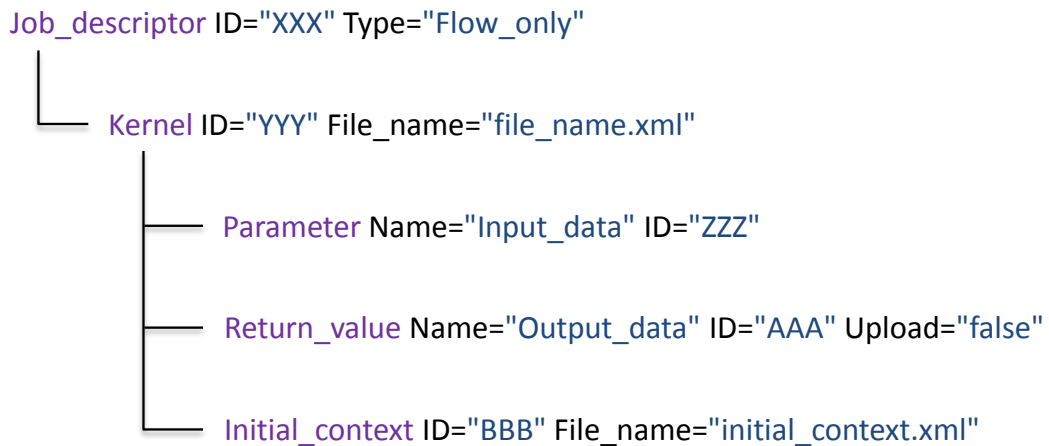 Job_descriptor ID="XXX" Type="Flow_only"
Kernel ID="YYY" File_name="file_name.xml"
Parameter Name="Input_data" ID="ZZZ"
Return_value Name="Output_data" ID="AAA" Upload="false"
Initial_context ID="BBB" File_name="initial_context.xml"